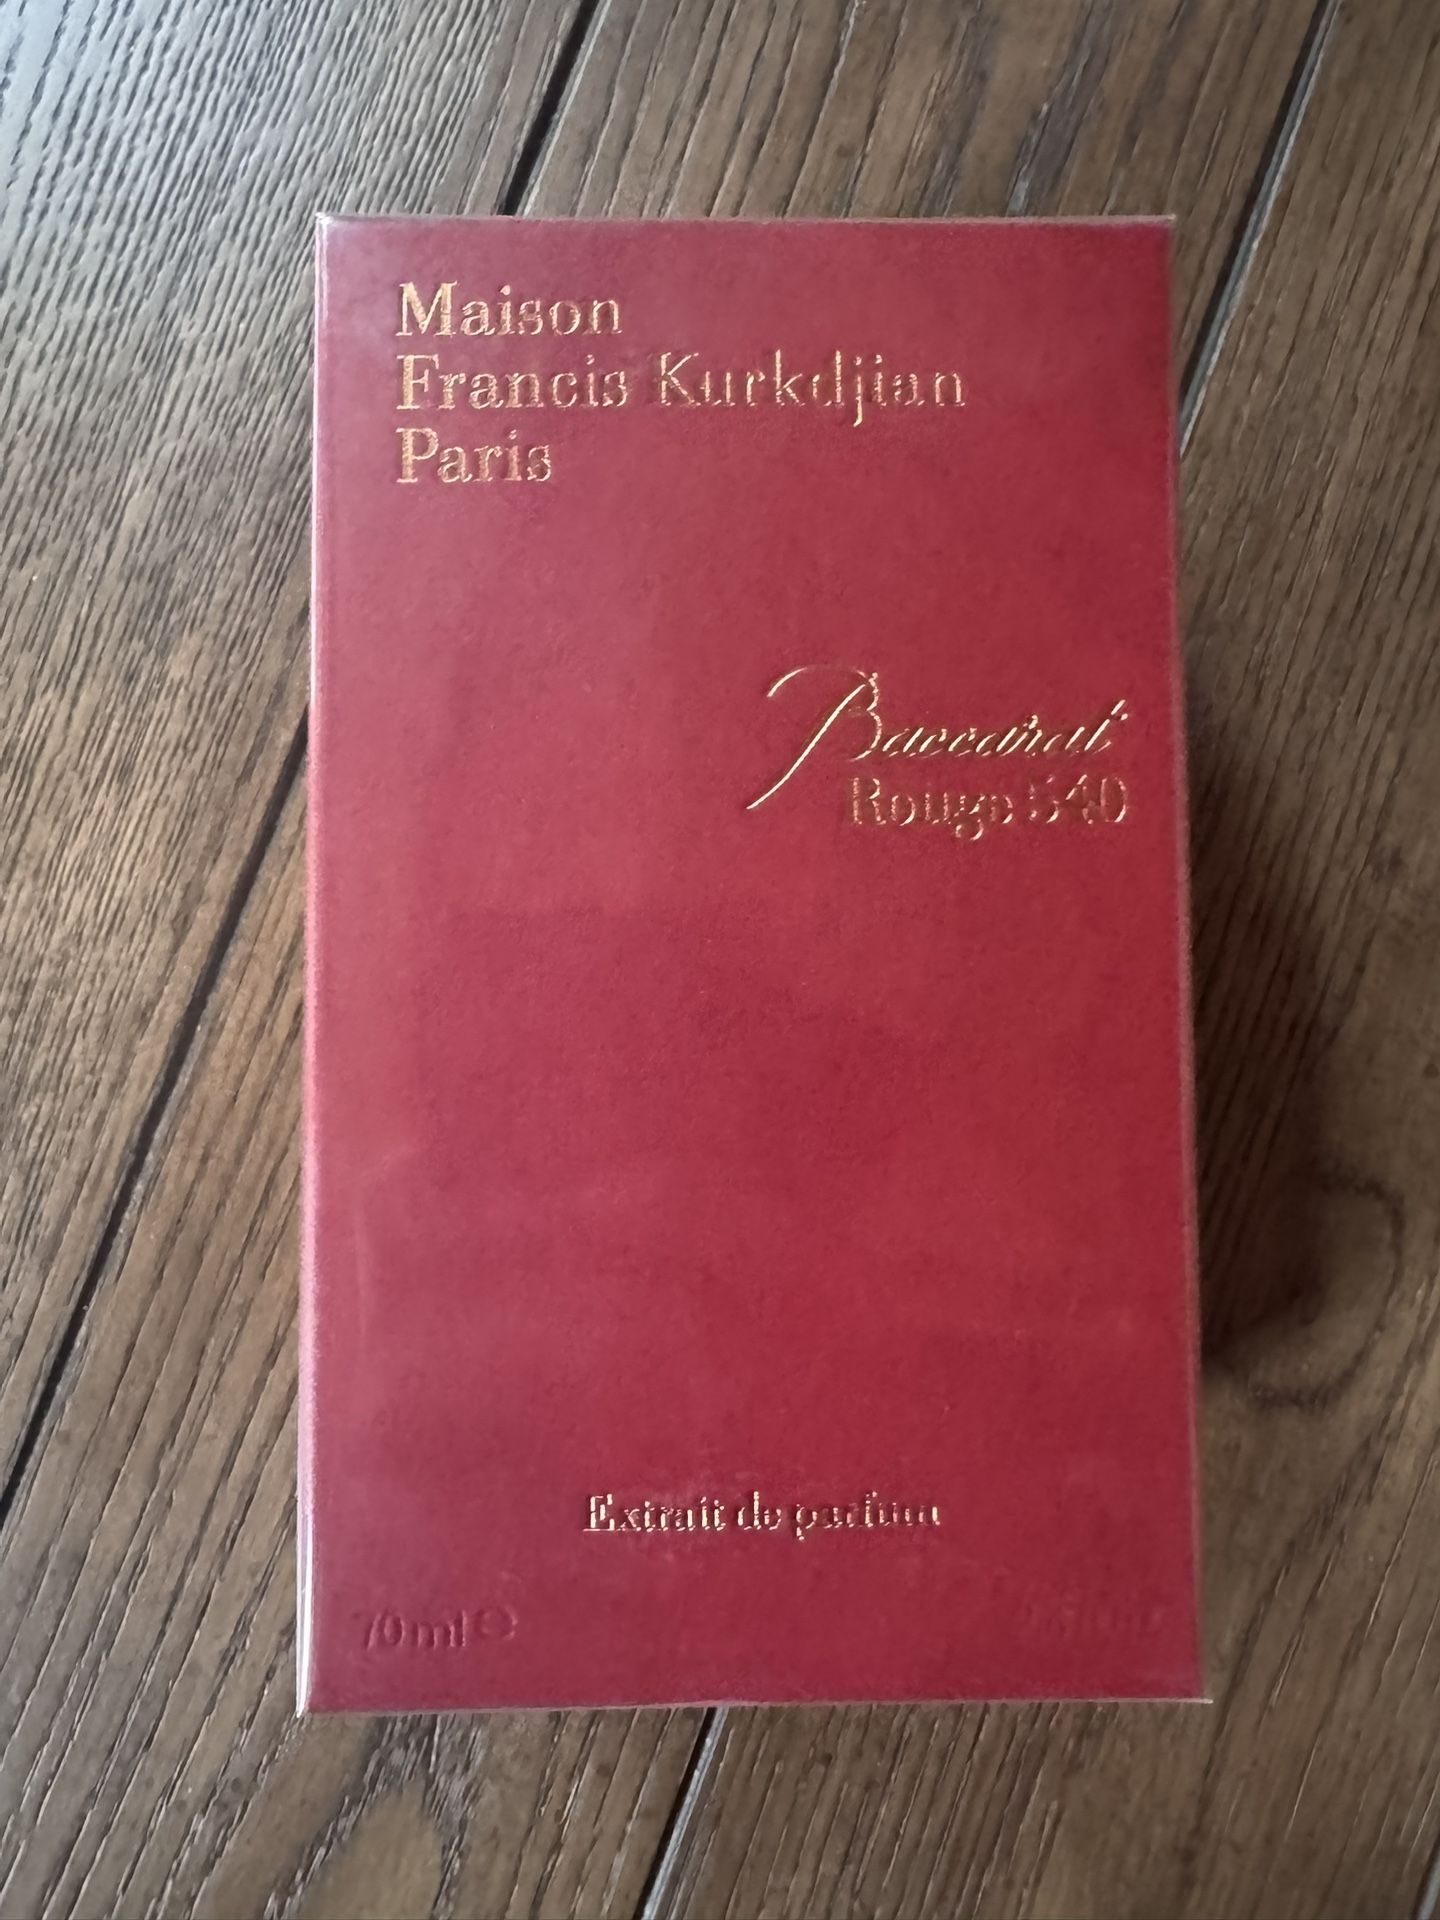 Maison
Francis Kurkdjian
Paris
Baccarat
Rouge 540
Extrait de parfum
70 ml ℮